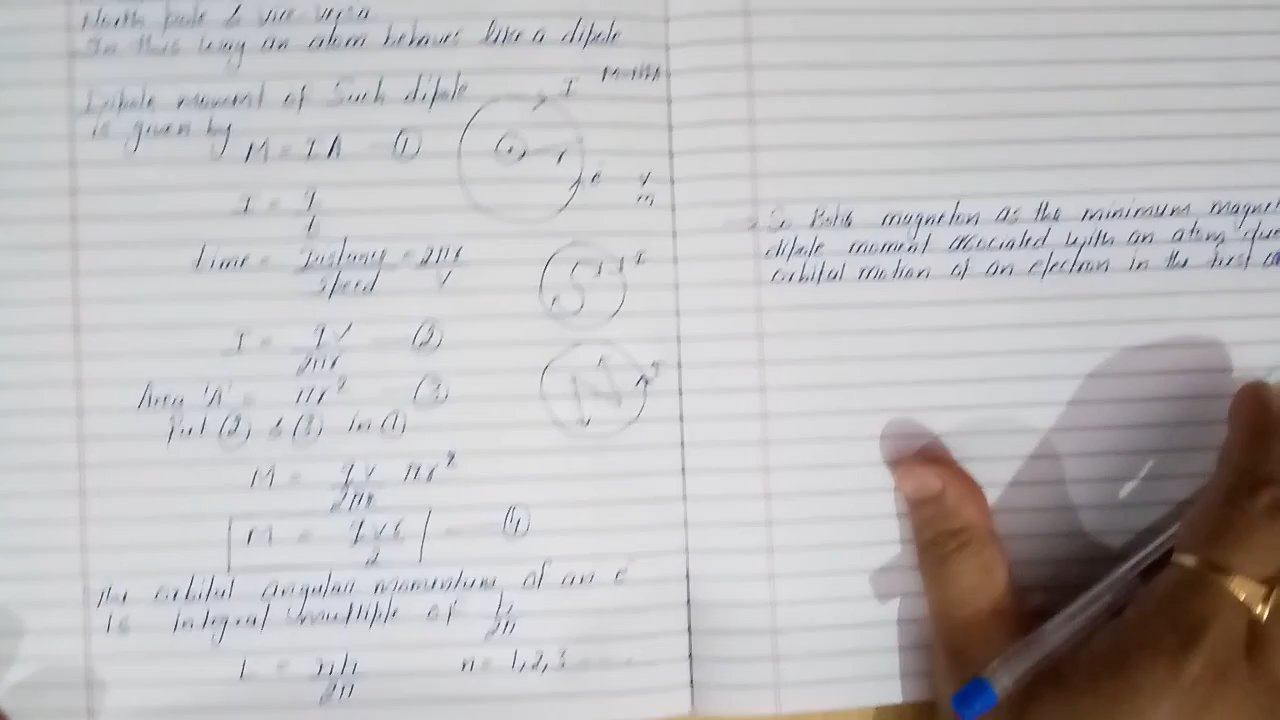 North pole & vice versa
In this way an atom behaves like a dipole
Dipole moment of such dipole
is given by
M = IA ①
I
e
I = q
t
Time = Distance = 2πr
speed v
I = qv (2)
2πr
Area 'A' = πr² (3)
Put (2) & (3) in (1)
M = qv πr²
2πr
M = qvr (4)
2
The orbital angular momentum of an e
is integral multiple of h
2π
L = nh n = 1,2,3
2π
S I
N I
→ So Bohr magneton as the minimum magne
dipole moment associated with an atom due
orbital motion of an electron in the first o